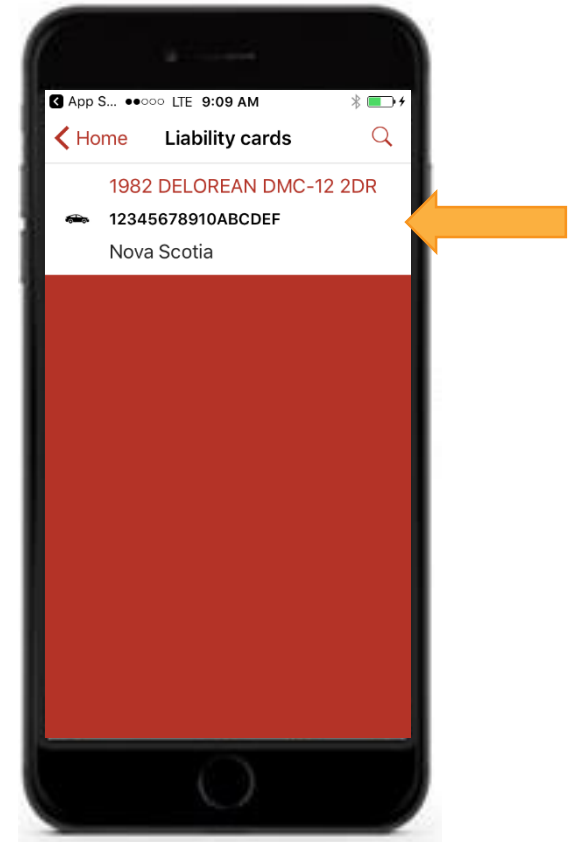 App S... LTE 9:09 AM
Home Liability cards
1982 DELOREAN DMC-12 2DR
12345678910ABCDEF
Nova Scotia